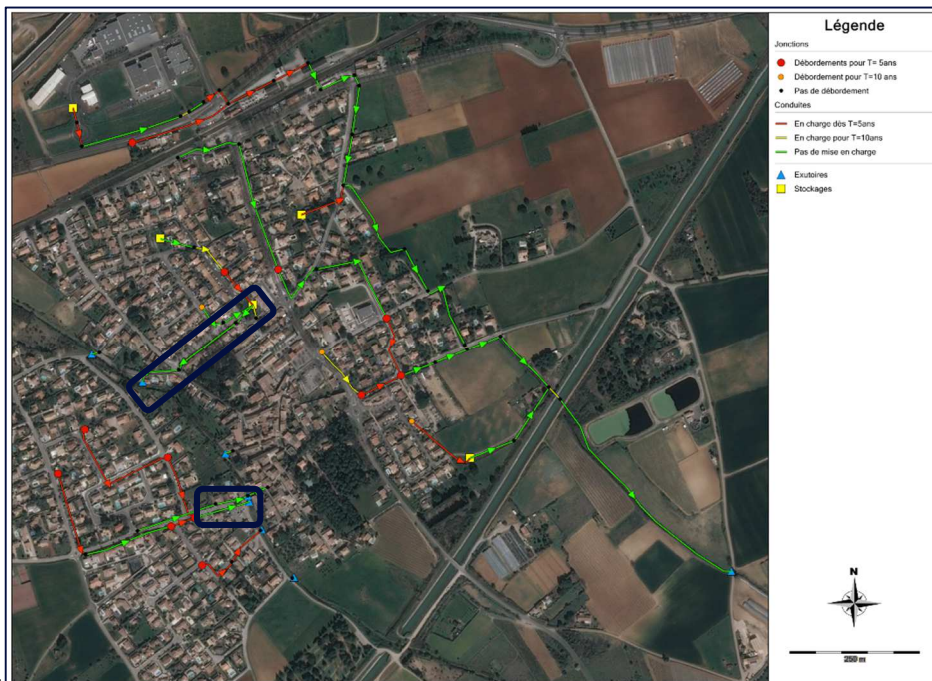 Légende
Jonctions
Débordements pour T= 5ans
Débordement pour T=10 ans
Pas de débordement
Conduites
En charge dès T=5ans
En charge pour T=10ans
Pas de mise en charge
Exutoires
Stockages
N
250 m